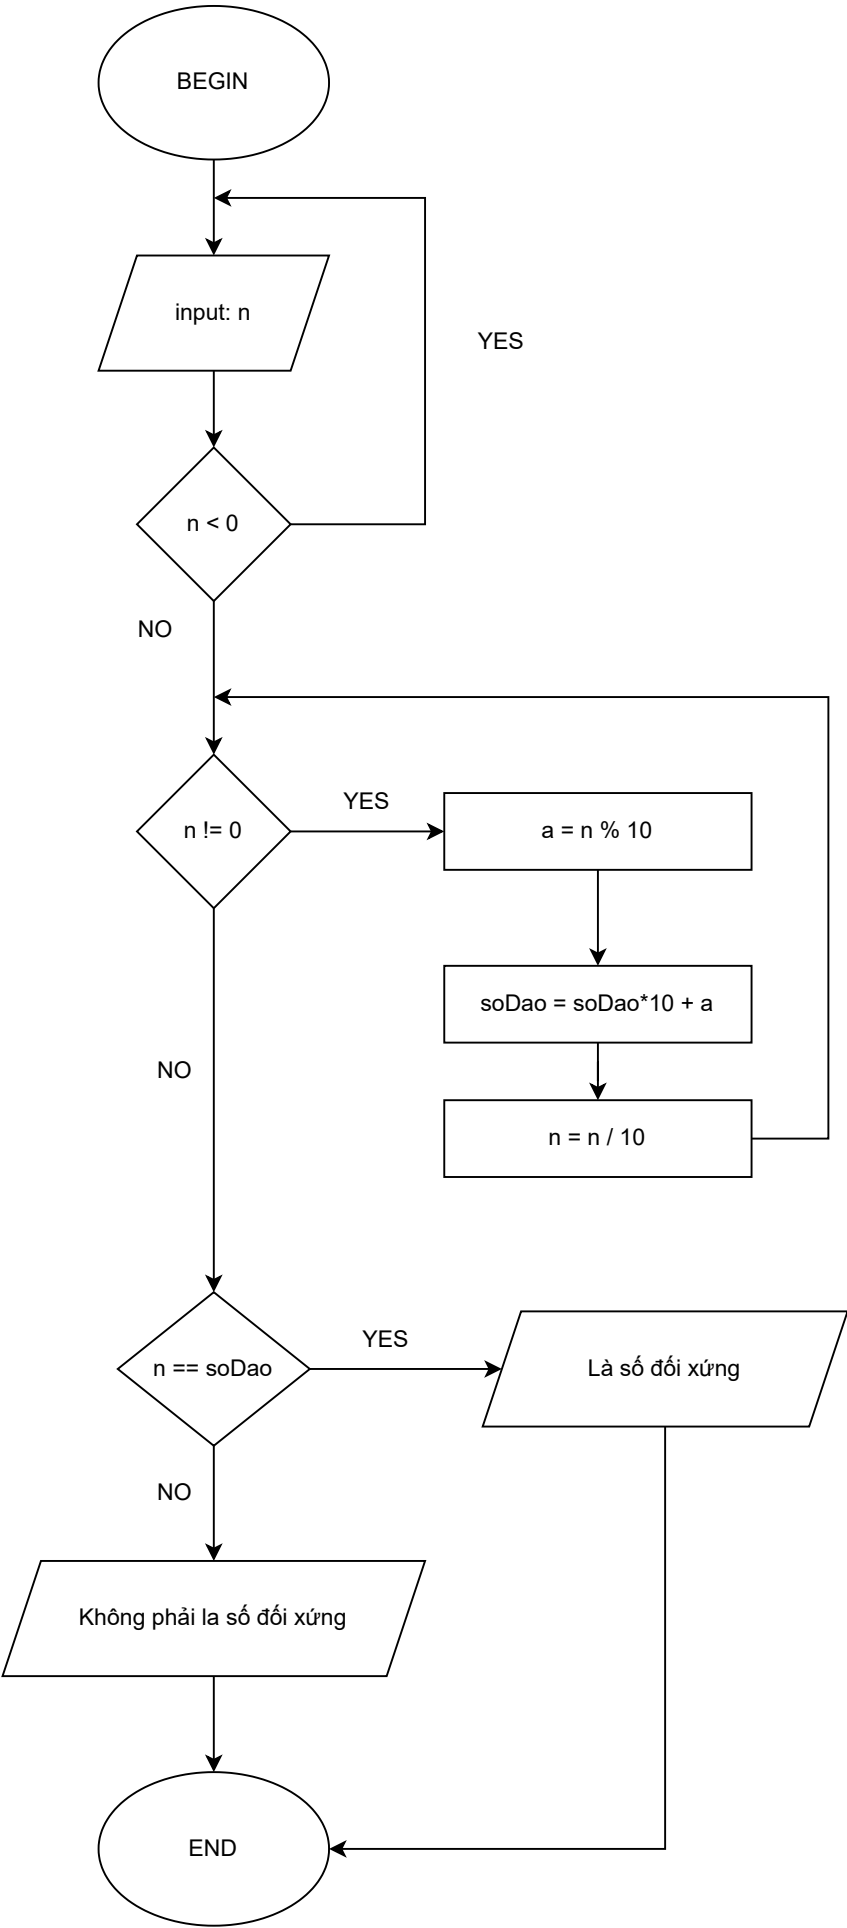 BEGIN
input: n
YES
n < 0
NO
n != 0
YES
a = n % 10
soDao = soDao*10 + a
NO
n = n / 10
n == soDao
YES
Là số đối xứng
NO
Không phải la số đối xứng
END